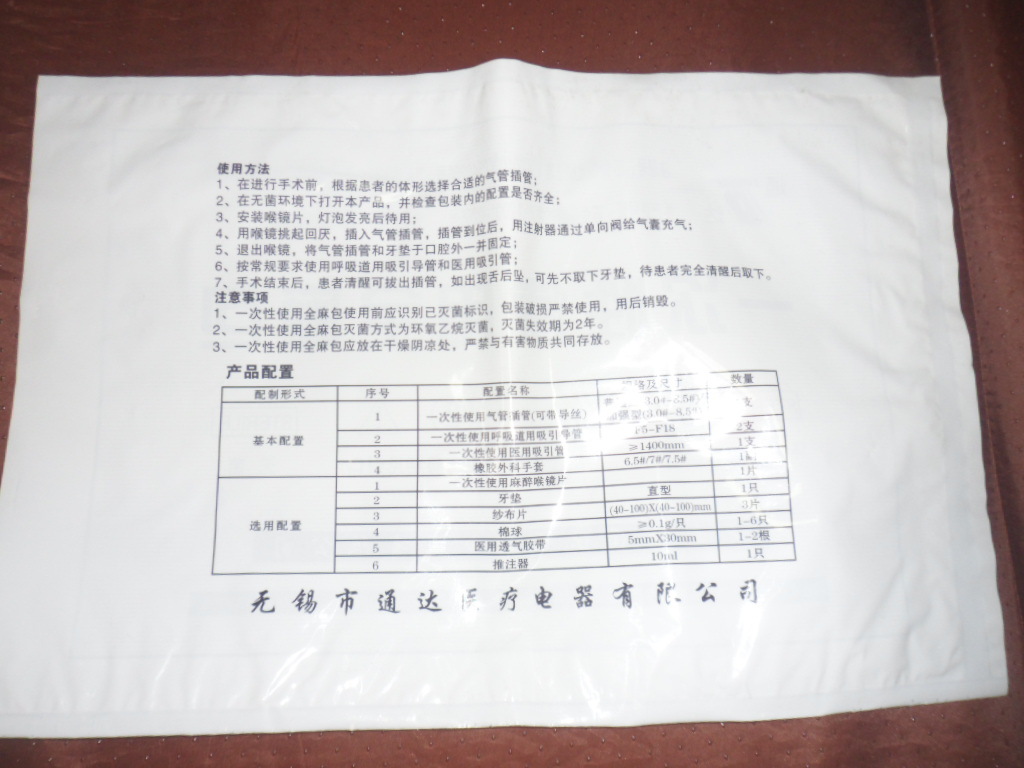 使用方法
1、在进行手术前，根据患者的体形选择合适的气管插管；
2、在无菌环境下打开本产品，并检查包装内的配置是否齐全；
3、安装喉镜片，灯泡发亮后待用；
4、用喉镜挑起回厌，插入气管插管，插管到位后，用注射器通过单向阀给气囊充气；
5、退出喉镜，将气管插管和牙垫于口腔外一并固定；
6、按常规要求使用呼吸道用吸引导管和医用吸引管；
7、手术结束后，患者清醒可拔出插管，如出现舌后坠，可先不取下牙垫，待患者完全清醒后取下。
注意事项
1、一次性使用全麻包使用前应识别已灭菌标识，包装破损严禁使用，用后销毁。
2、一次性使用全麻包灭菌方式为环氧乙烷灭菌，灭菌失效期为2年。
3、一次性使用全麻包应放在干燥阴凉处，严禁与有害物质共同存放。
产品配置
配制形式 序号 配置名称 规格及尺寸 数量
基本配置 1 一次性使用气管插管(可带导丝) 3.0#-8.5#) 加强型(3.0#-8.5#) 支
2 一次性使用呼吸道用吸引导管 F5-F18 2支
3 一次性使用医用吸引管 ≥1400mm 1支
4 橡胶外科手套 6.5#/7#/7.5#
选用配置 1 一次性使用麻醉喉镜片 1片
2 牙垫 直型 1只
3 纱布片 (40-100)X(40-100)mm 3片
4 棉球 ≥0.1g/只 1-6只
5 医用透气胶带 5mmX30mm 1-2根
6 推注器 10ml 1只
无锡市通达医疗电器有限公司